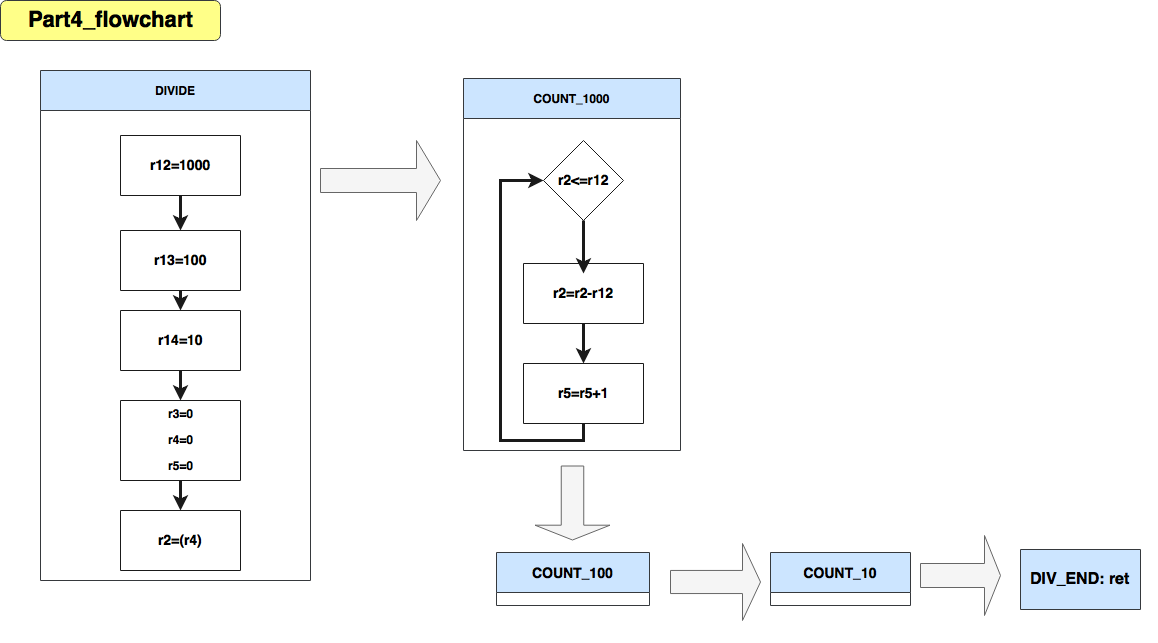 Part4_flowchart
DIVIDE
r12=1000
r13=100
r14=10
r3=0
r4=0
r5=0
r2=(r4)
COUNT_1000
r2<=r12
r2=r2-r12
r5=r5+1
COUNT_100
COUNT_10
DIV_END: ret